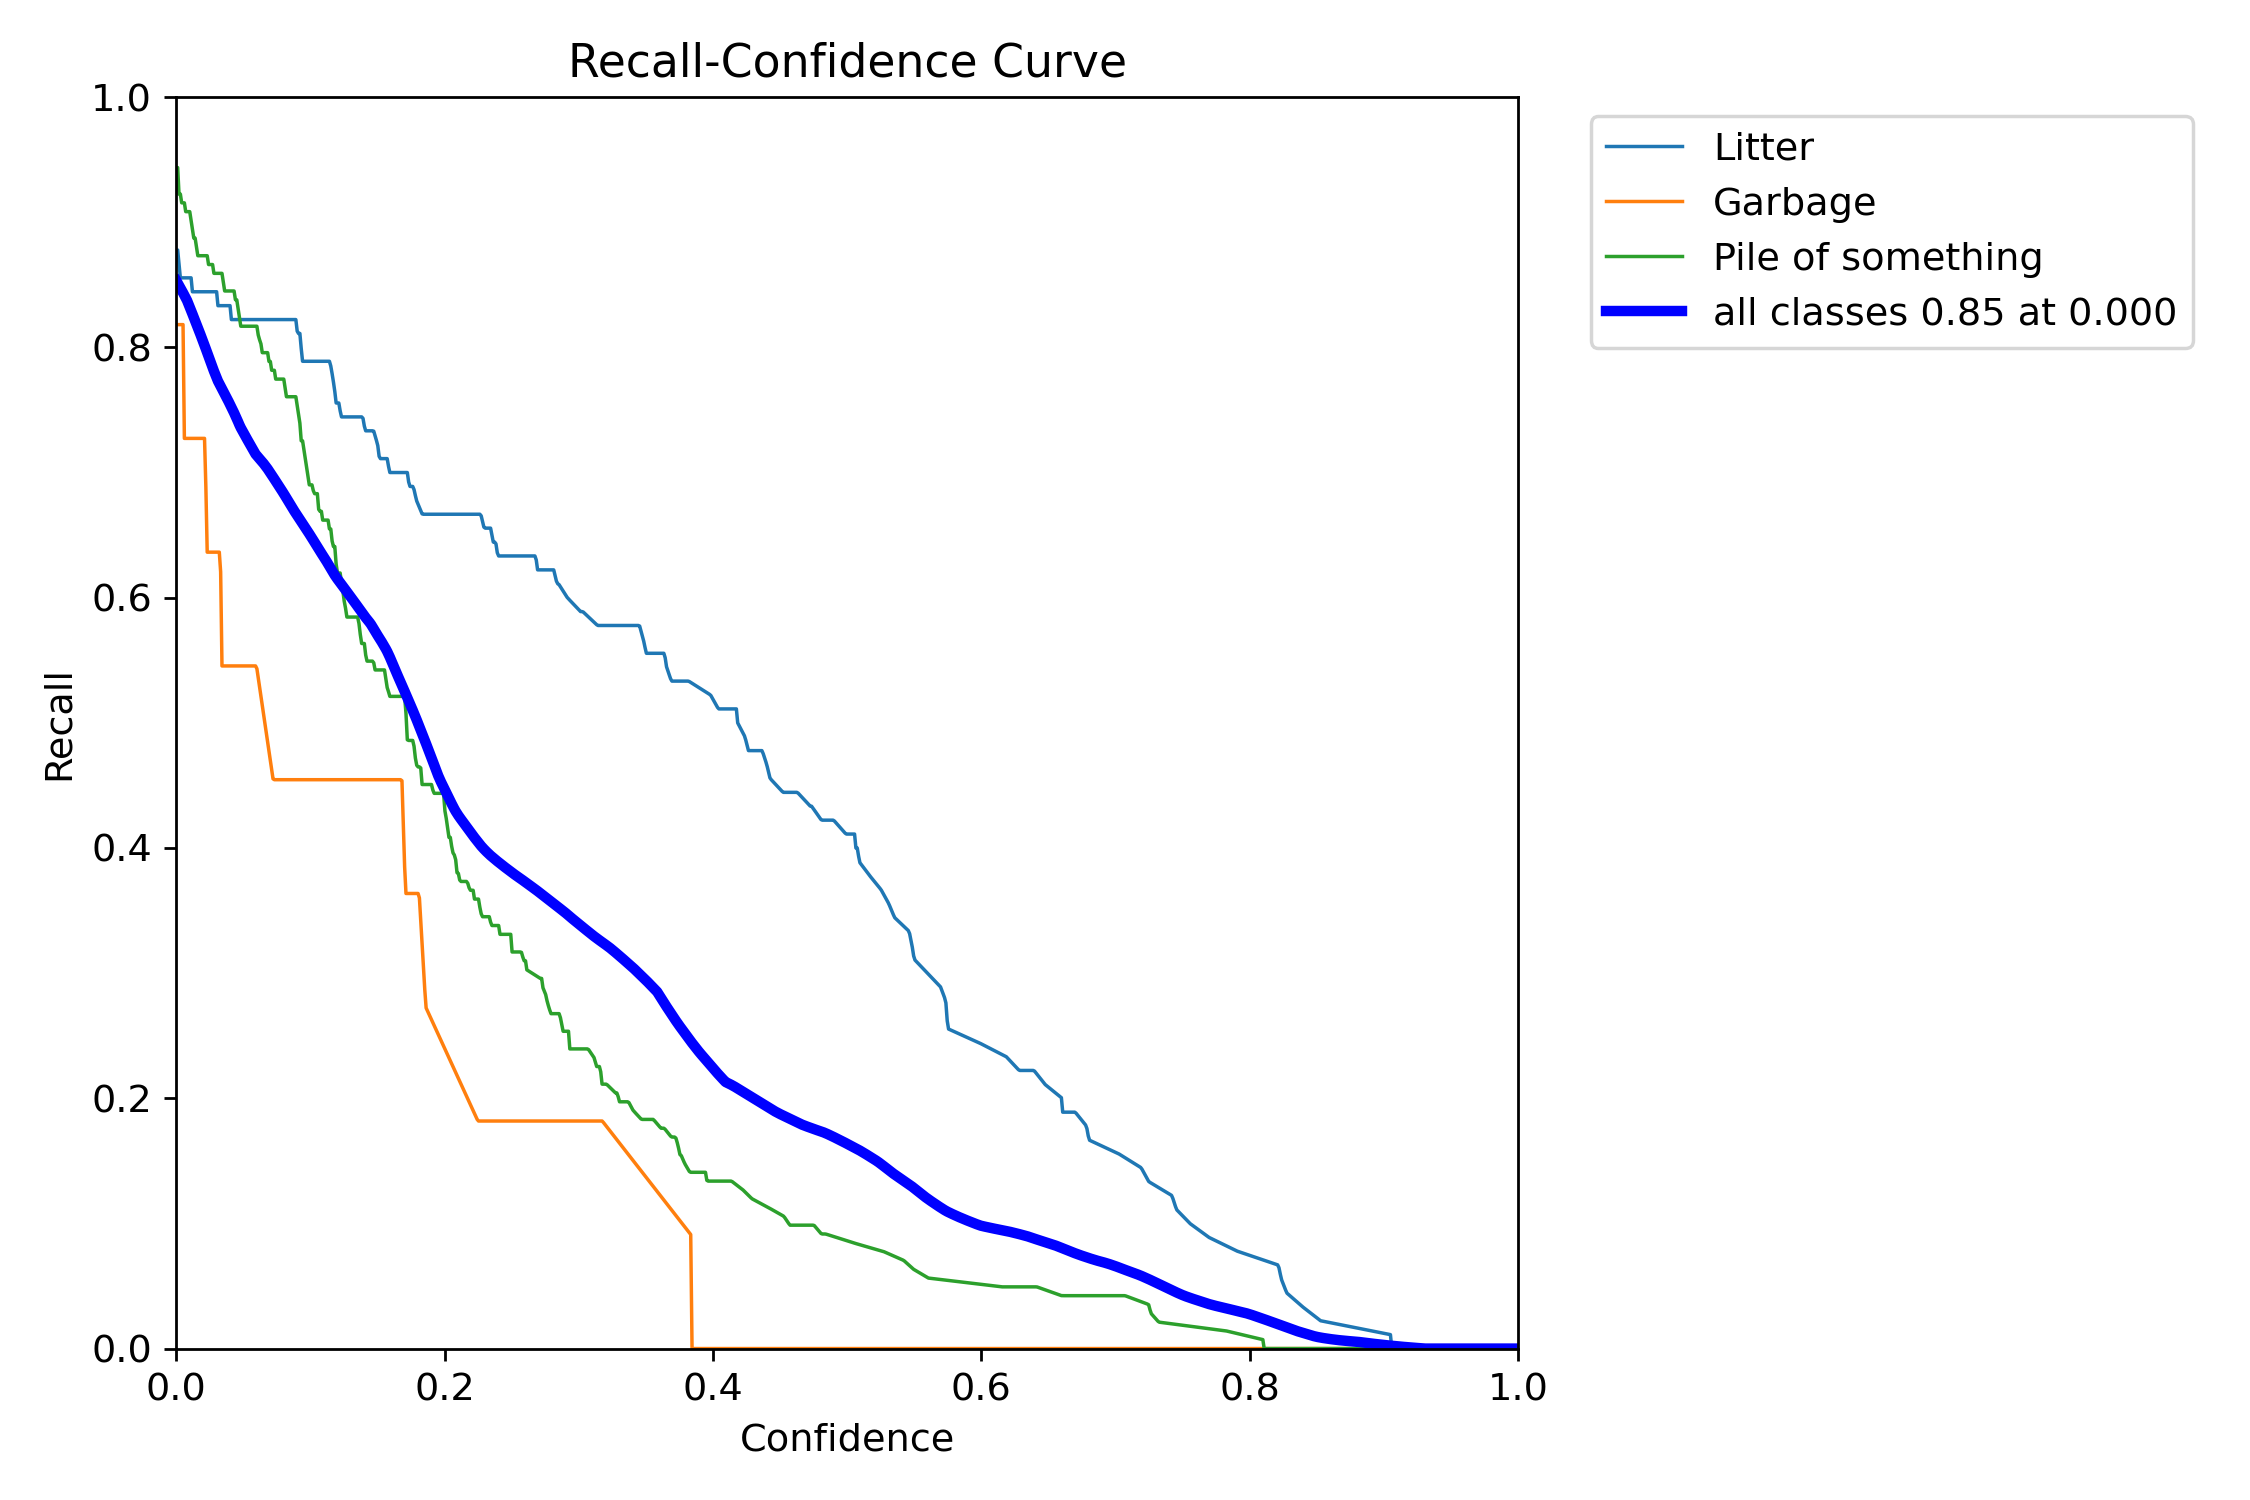 Recall-Confidence Curve
1.0
0.8
0.6
0.4
0.2
0.0
Recall
0.0 0.2 0.4 0.6 0.8 1.0
Confidence
Litter
Garbage
Pile of something
all classes 0.85 at 0.000